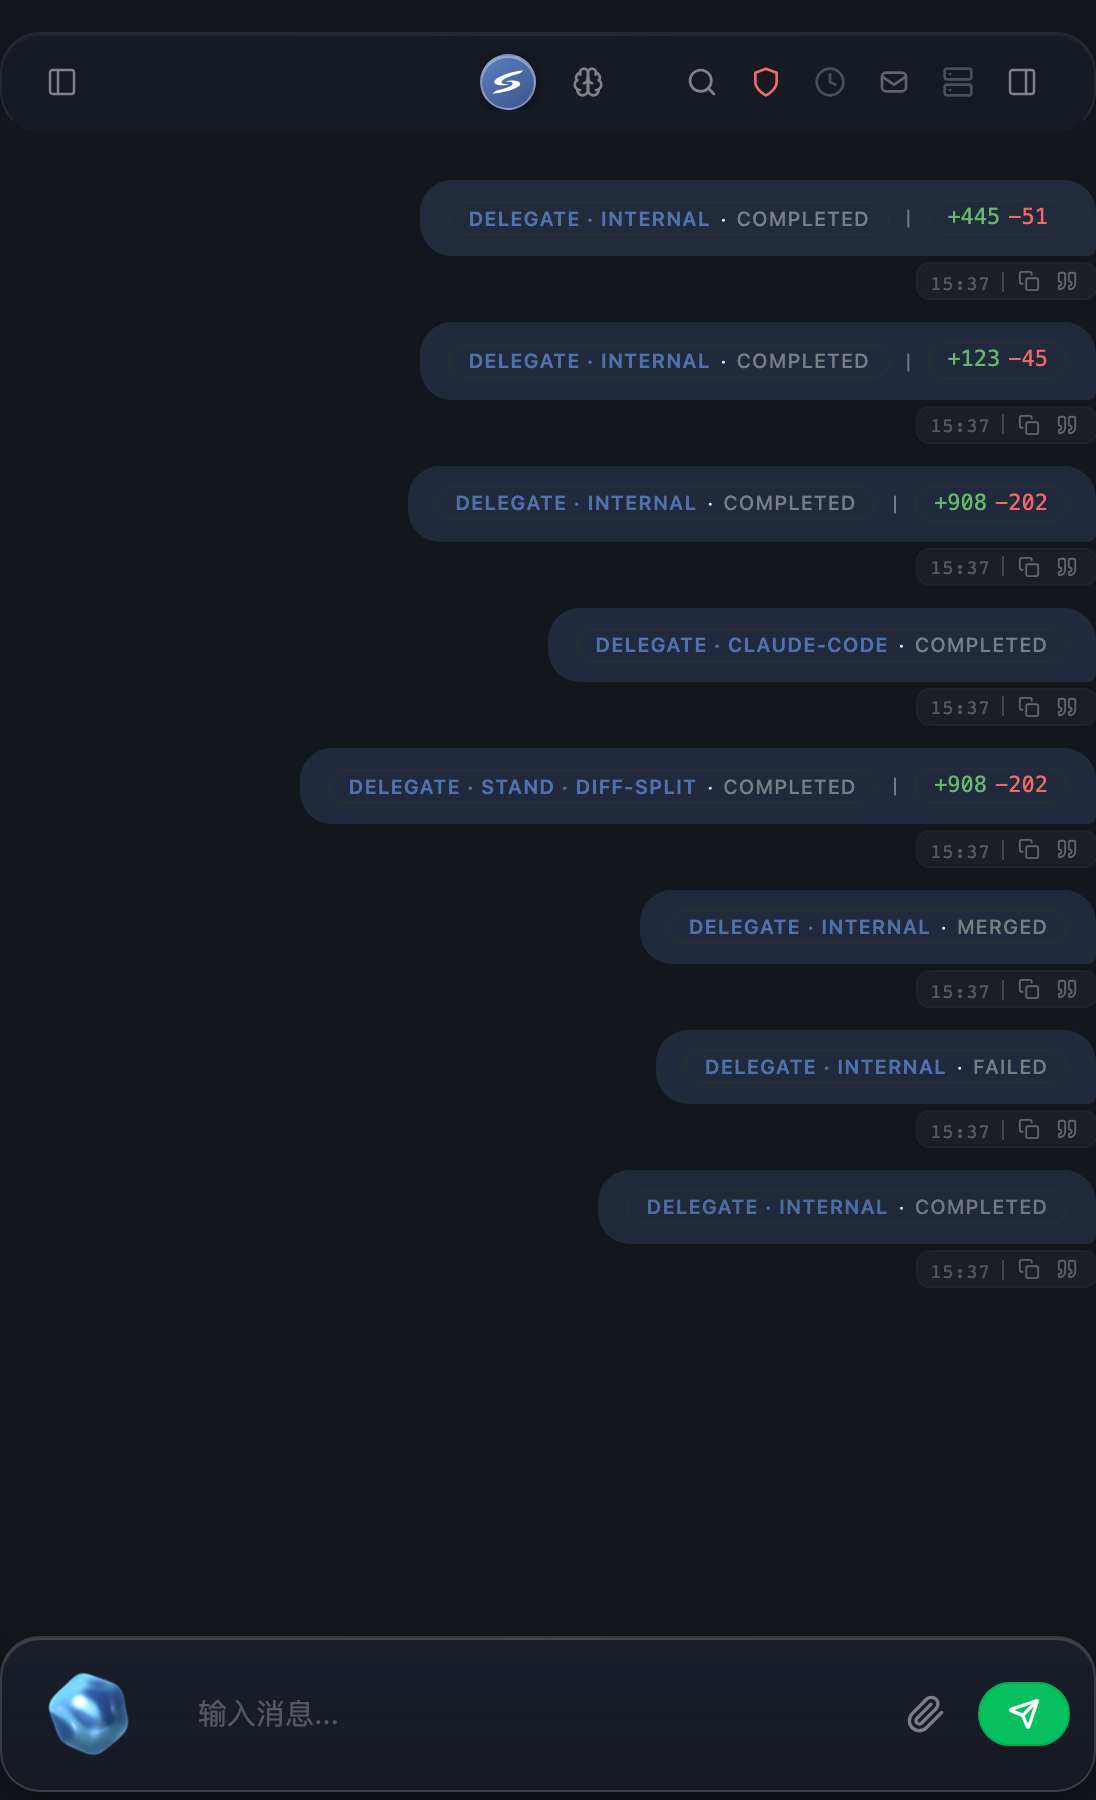 DELEGATE · INTERNAL · COMPLETED | +445 −51
15:37
DELEGATE · INTERNAL · COMPLETED | +123 −45
15:37
DELEGATE · INTERNAL · COMPLETED | +908 −202
15:37
DELEGATE · CLAUDE-CODE · COMPLETED
15:37
DELEGATE · STAND · DIFF-SPLIT · COMPLETED | +908 −202
15:37
DELEGATE · INTERNAL · MERGED
15:37
DELEGATE · INTERNAL · FAILED
15:37
DELEGATE · INTERNAL · COMPLETED
15:37
输入消息...